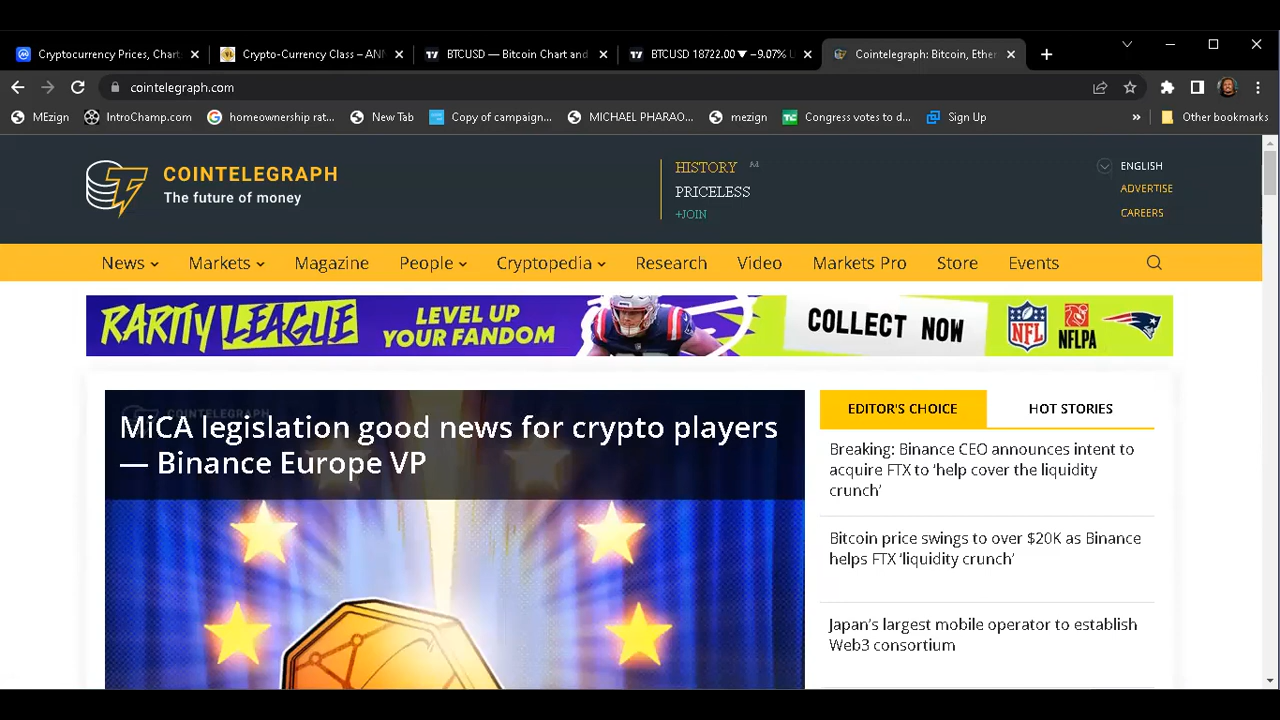 Cryptocurrency Prices, Chart
Crypto-Currency Class – ANN
BTCUSD — Bitcoin Chart and
BTCUSD 18722.00 ▼ −9.07% U
Cointelegraph: Bitcoin, Ether
cointelegraph.com
MEzign
IntroChamp.com
homeownership rat...
New Tab
Copy of campaign...
MICHAEL PHARAO...
mezign
Congress votes to d...
Sign Up
»
Other bookmarks
COINTELEGRAPH
The future of money
HISTORY Ad
PRICELESS
+JOIN
ENGLISH
ADVERTISE
CAREERS
News Markets Magazine People Cryptopedia Research Video Markets Pro Store Events
RARITY LEAGUE
LEVEL UP
YOUR FANDOM
COLLECT NOW
NFL
NFLPA
COINTELEGRAPH
MiCA legislation good news for crypto players
— Binance Europe VP
EDITOR'S CHOICE
HOT STORIES
Breaking: Binance CEO announces intent to
acquire FTX to ‘help cover the liquidity
crunch’
Bitcoin price swings to over $20K as Binance
helps FTX ‘liquidity crunch’
Japan’s largest mobile operator to establish
Web3 consortium